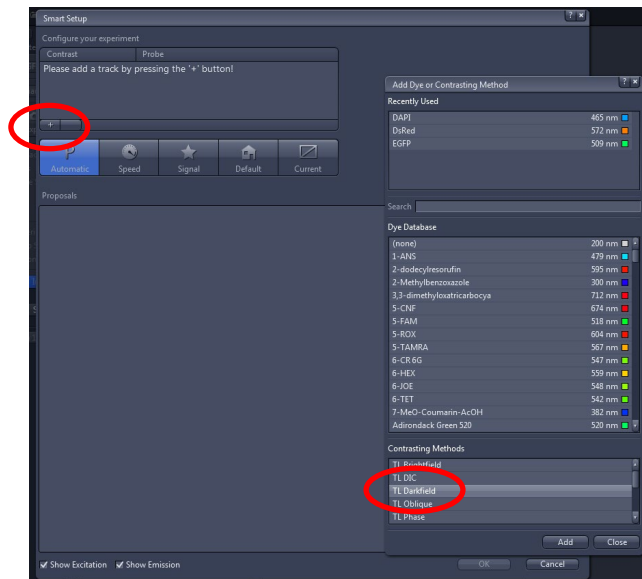 Smart Setup
? ×
Configure your experiment
Contrast Probe
Please add a track by pressing the '+' button!
+
Automatic Speed Signal Default Current
Proposals
Show Excitation Show Emission
OK Cancel
Add Dye or Contrasting Method
? ×
Recently Used
DAPI 465 nm
DsRed 572 nm
EGFP 509 nm
Search
Dye Database
(none) 200 nm
1-ANS 479 nm
2-dodecylresorufin 595 nm
2-Methylbenzoxazole 300 nm
3,3-dimethyloxatricarbocya 712 nm
5-CNF 674 nm
5-FAM 518 nm
5-ROX 604 nm
5-TAMRA 567 nm
6-CR 6G 547 nm
6-HEX 559 nm
6-JOE 548 nm
6-TET 542 nm
7-MeO-Coumarin-AcOH 382 nm
Adirondack Green 520 520 nm
Contrasting Methods
TL Brightfield
TL DIC
TL Darkfield
TL Oblique
TL Phase
Add Close